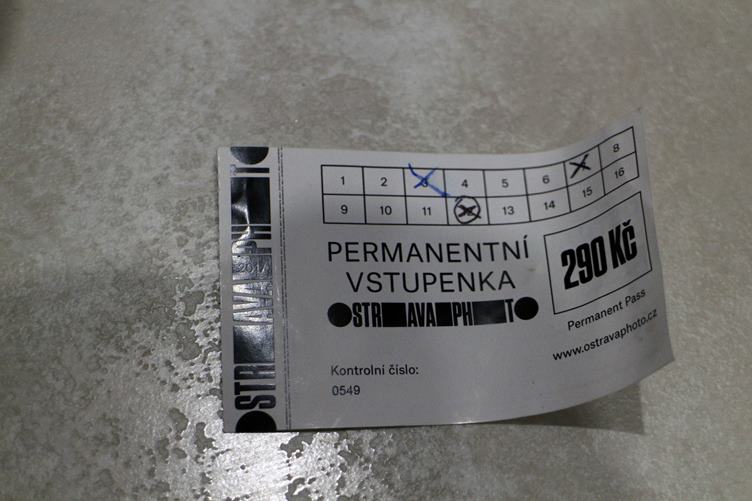 1 2 3 4 5 6 8
9 10 11 12 13 14 15 16
PERMANENTNÍ
VSTUPENKA
290 Kč
OSTRAVAPHOTO
Permanent Pass
www.ostravaphoto.cz
Kontrolní číslo:
0549
OSTRAVAPHOTO